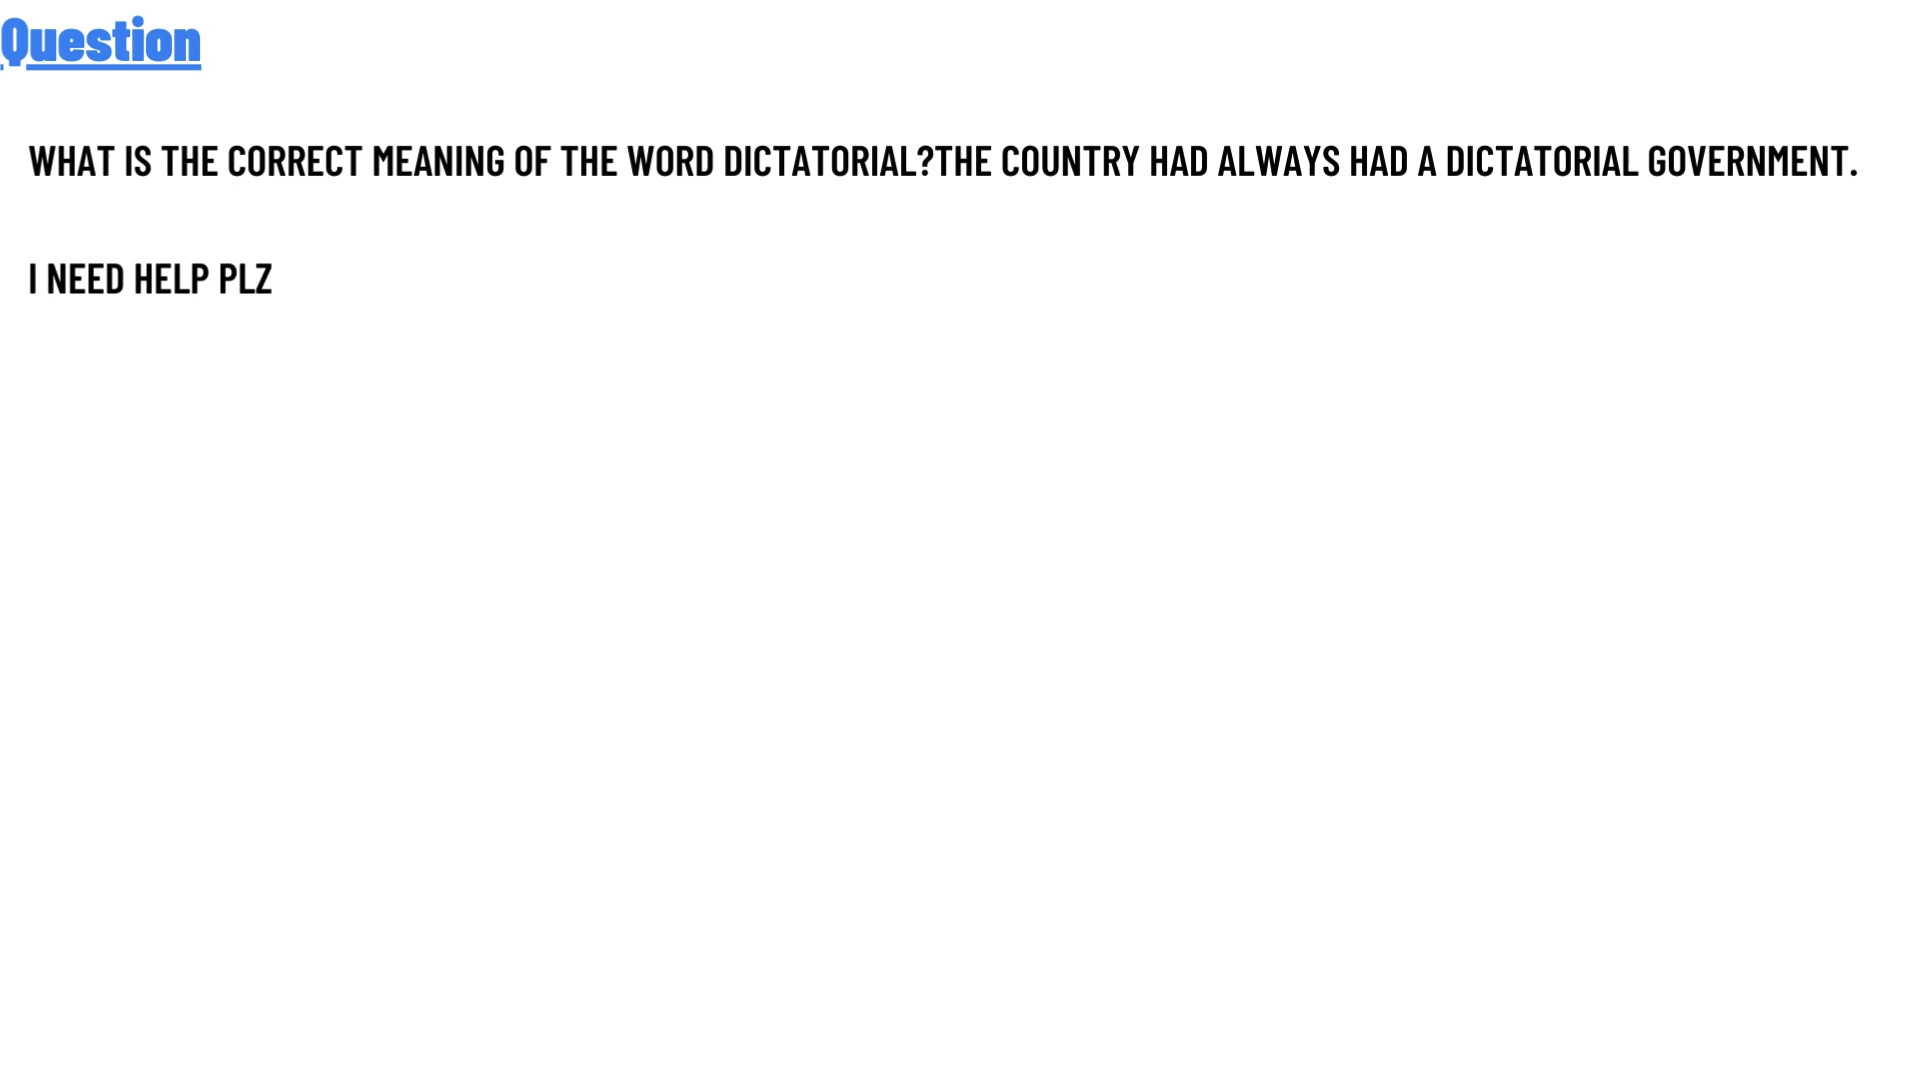 Question
WHAT IS THE CORRECT MEANING OF THE WORD DICTATORIAL?THE COUNTRY HAD ALWAYS HAD A DICTATORIAL GOVERNMENT.
I NEED HELP PLZ